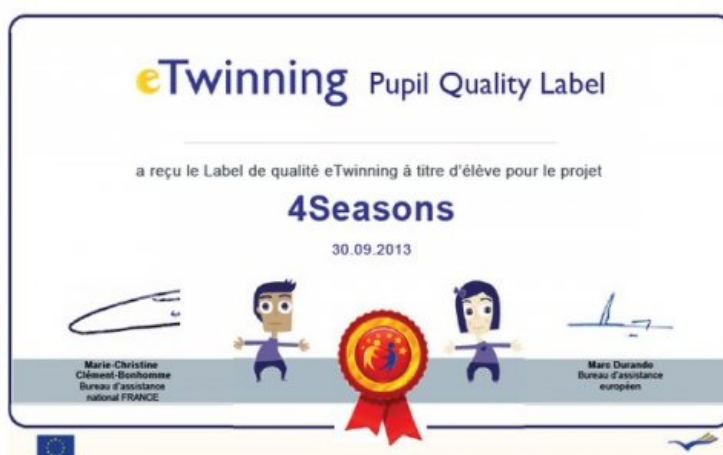 eTwinning Pupil Quality Label
a reçu le Label de qualité eTwinning à titre d'élève pour le projet
4Seasons
30.09.2013
Marie-Christine
Clément-Bonhomme
Bureau d'assistance
national FRANCE
Marc Durando
Bureau d'assistance
européen